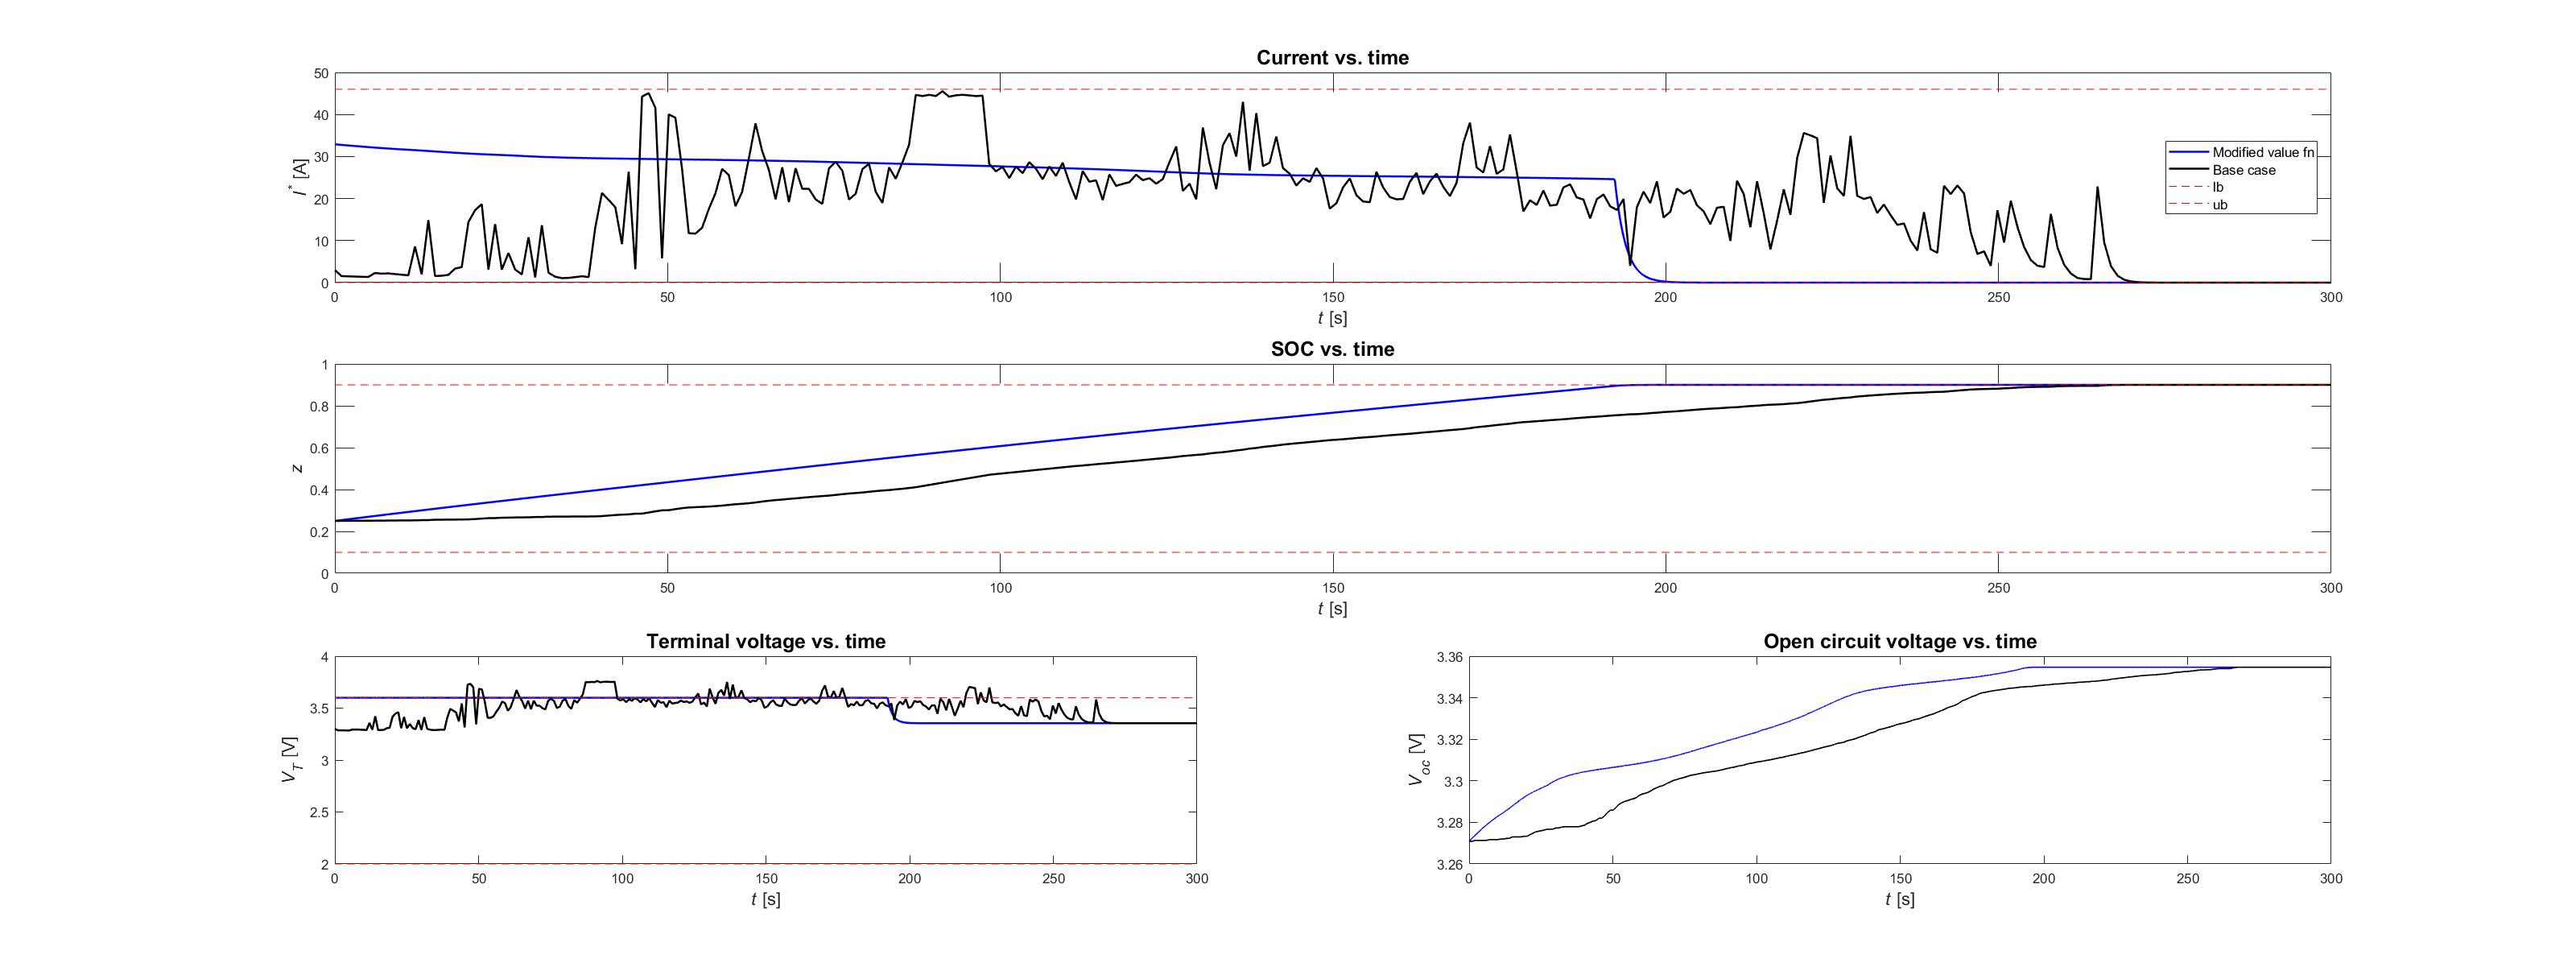 Current vs. time
50
40
30
20
10
0
I* [A]
Modified value fn
Base case
lb
ub
0 50 100 150 200 250 300
t [s]
SOC vs. time
1
0.8
0.6
0.4
0.2
0
z
0 50 100 150 200 250 300
t [s]
Terminal voltage vs. time
4
3.5
3
2.5
2
V_T [V]
0 50 100 150 200 250 300
t [s]
Open circuit voltage vs. time
3.36
3.34
3.32
3.3
3.28
3.26
V_oc [V]
0 50 100 150 200 250 300
t [s]